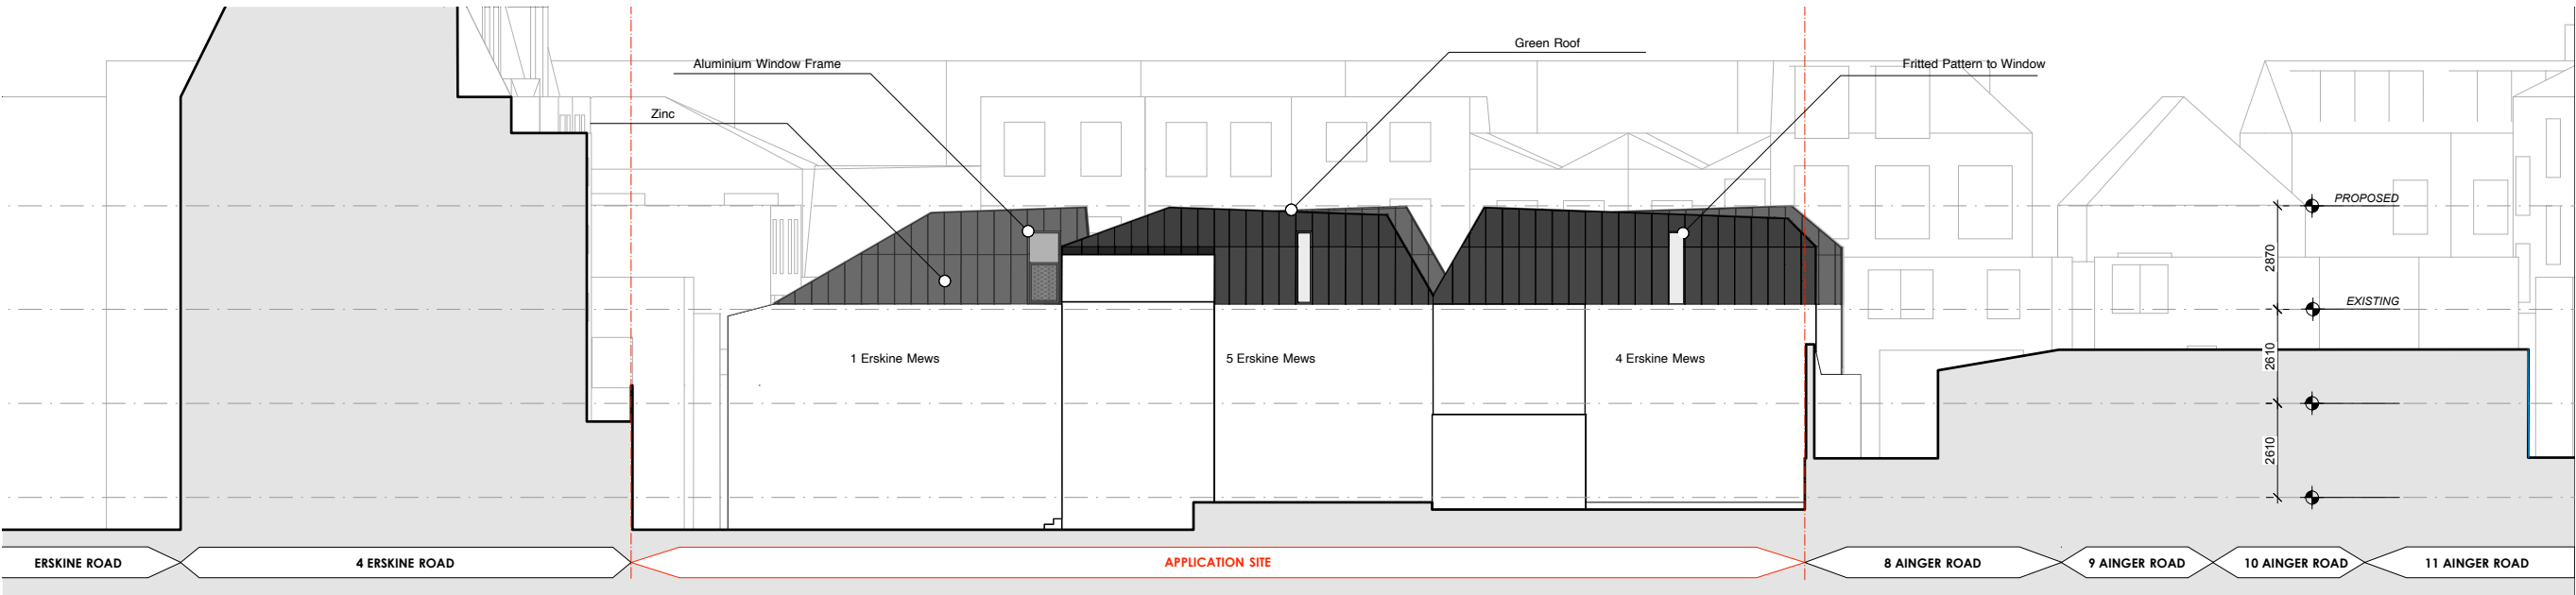 Green Roof
Aluminium Window Frame
Fritted Pattern to Window
Zinc
PROPOSED
2870
EXISTING
1 Erskine Mews
5 Erskine Mews
4 Erskine Mews
2610
2610
ERSKINE ROAD
4 ERSKINE ROAD
APPLICATION SITE
8 AINGER ROAD
9 AINGER ROAD
10 AINGER ROAD
11 AINGER ROAD